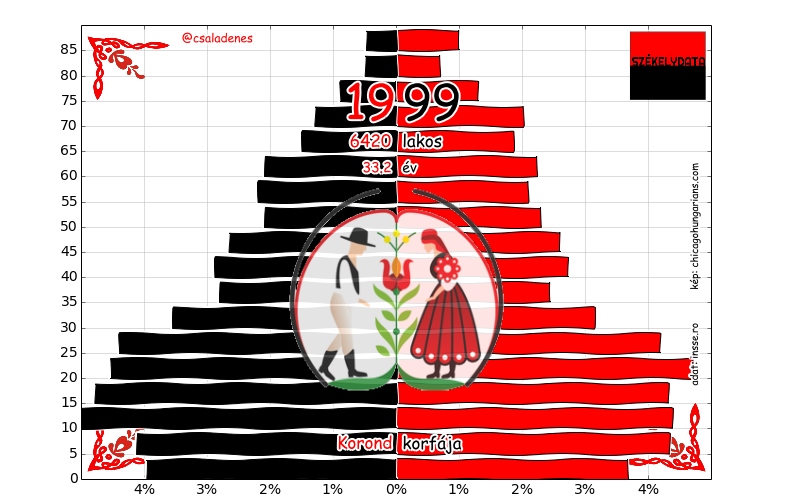 @csaladenes
SZÉKELYDATA
1999
6420 lakos
33,2 év
Korond korfája
kép: chicagohungarians.com
adat: insse.ro
85
80
75
70
65
60
55
50
45
40
35
30
25
20
15
10
5
0
4% 3% 2% 1% 0% 1% 2% 3% 4%